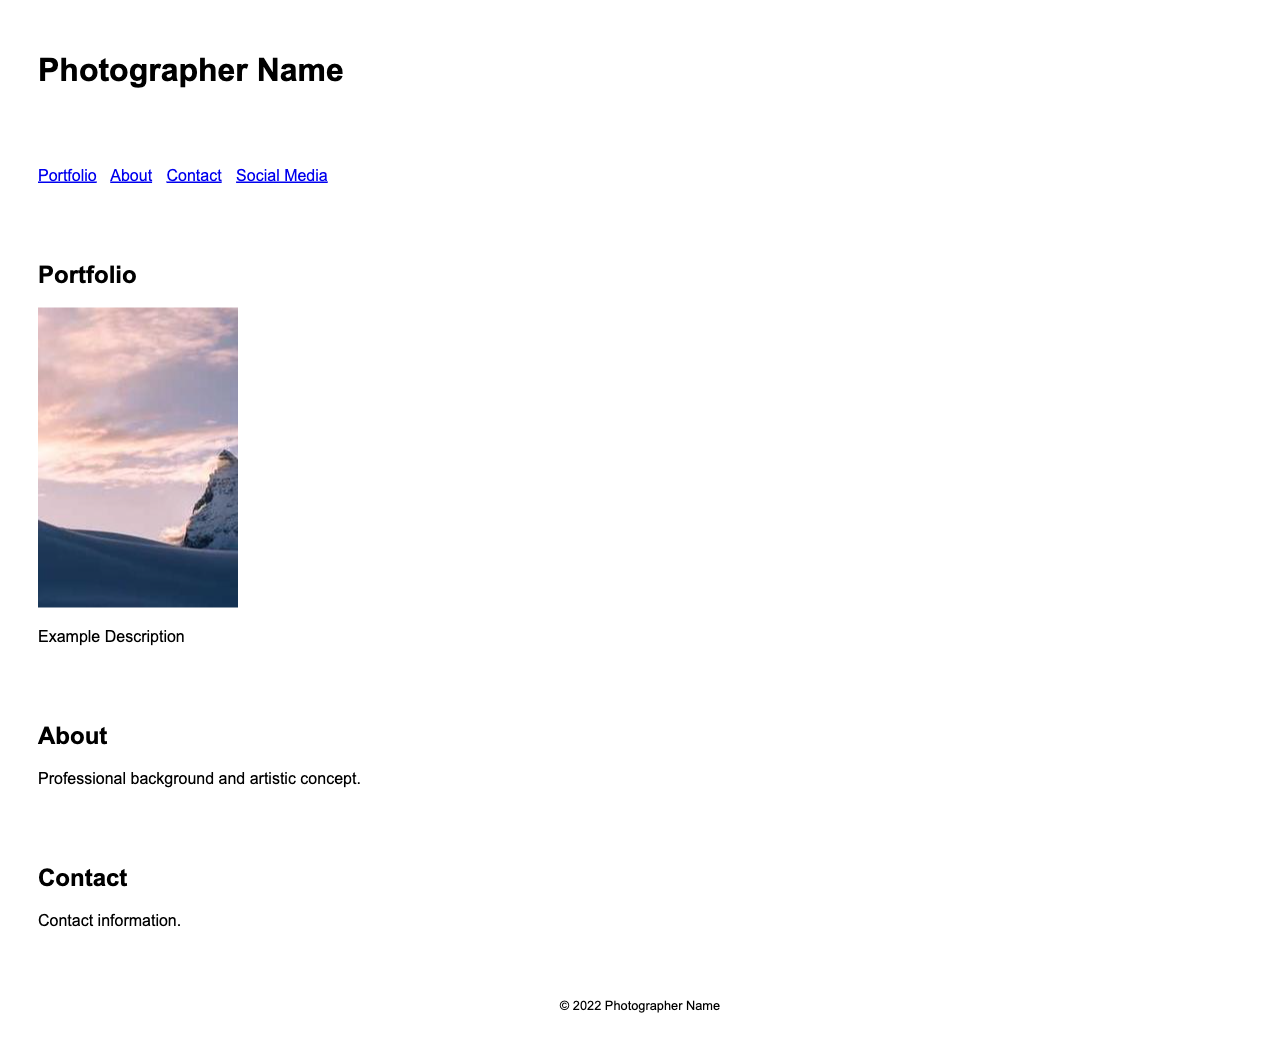 Photographer Name
Portfolio About Contact Social Media
Portfolio
Example Description
About
Professional background and artistic concept.
Contact
Contact information.
© 2022 Photographer Name